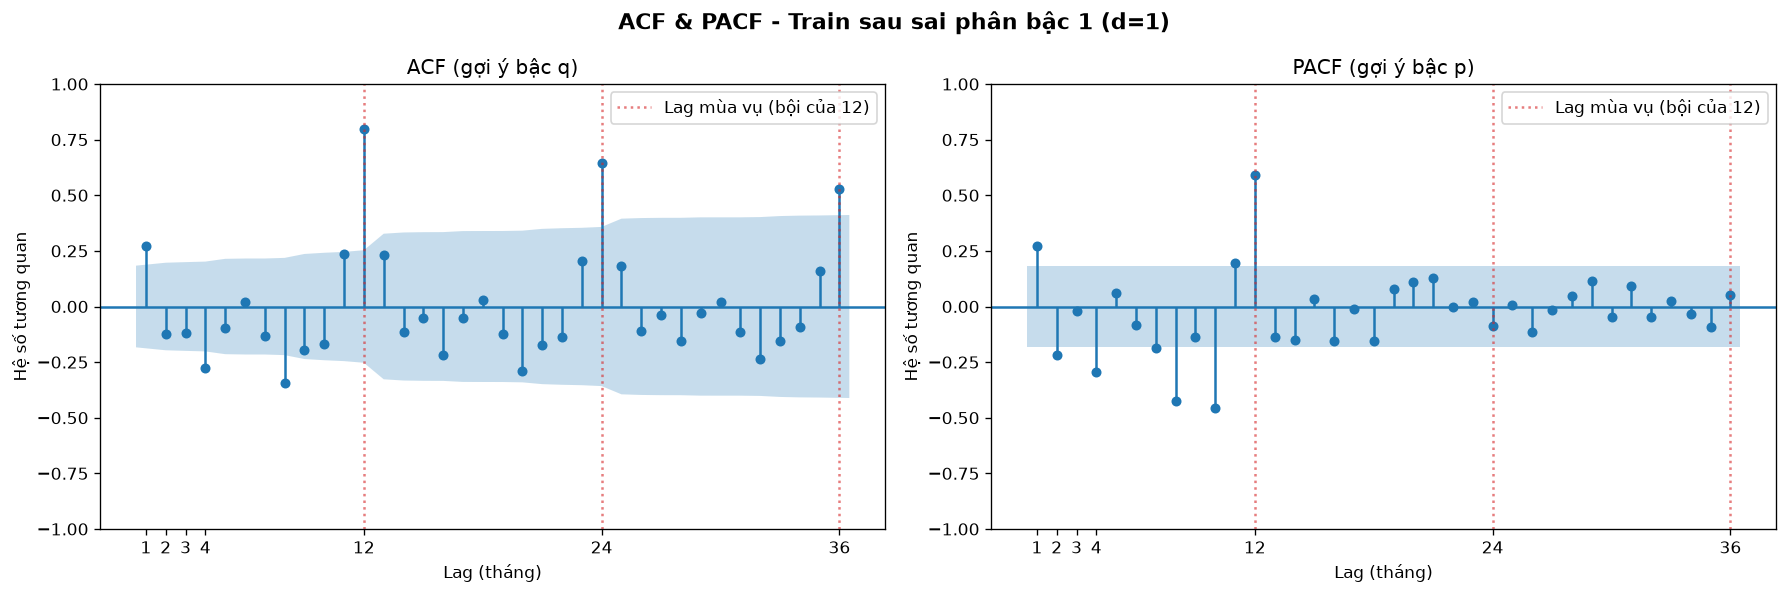 ACF & PACF - Train sau sai phân bậc 1 (d=1)
ACF (gợi ý bậc q)
Hệ số tương quan
1.00
0.75
0.50
0.25
0.00
−0.25
−0.50
−0.75
−1.00
Lag mùa vụ (bội của 12)
1 2 3 4 12 24 36
Lag (tháng)
PACF (gợi ý bậc p)
Hệ số tương quan
1.00
0.75
0.50
0.25
0.00
−0.25
−0.50
−0.75
−1.00
Lag mùa vụ (bội của 12)
1 2 3 4 12 24 36
Lag (tháng)